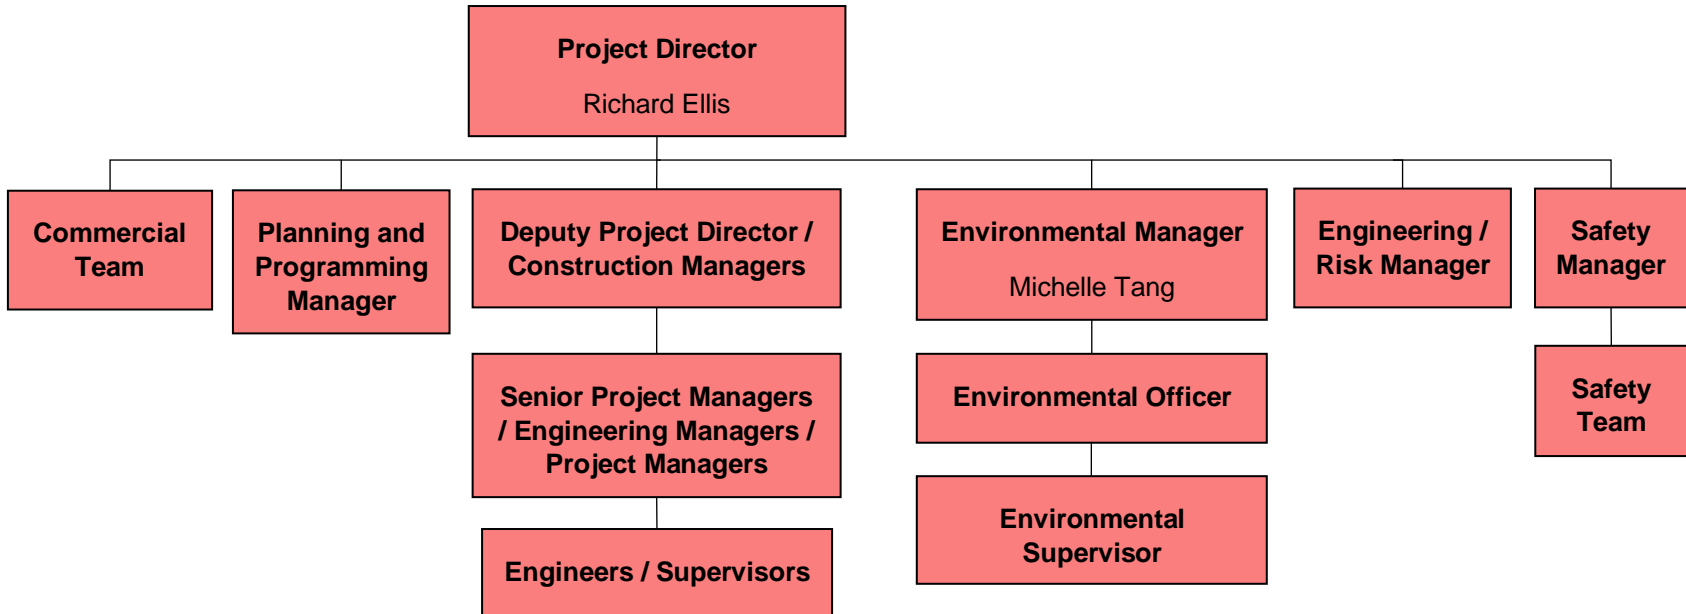 Project Director
Richard Ellis
Commercial
Team
Planning and
Programming
Manager
Deputy Project Director /
Construction Managers
Environmental Manager
Michelle Tang
Engineering /
Risk Manager
Safety
Manager
Senior Project Managers
/ Engineering Managers /
Project Managers
Environmental Officer
Safety
Team
Engineers / Supervisors
Environmental
Supervisor